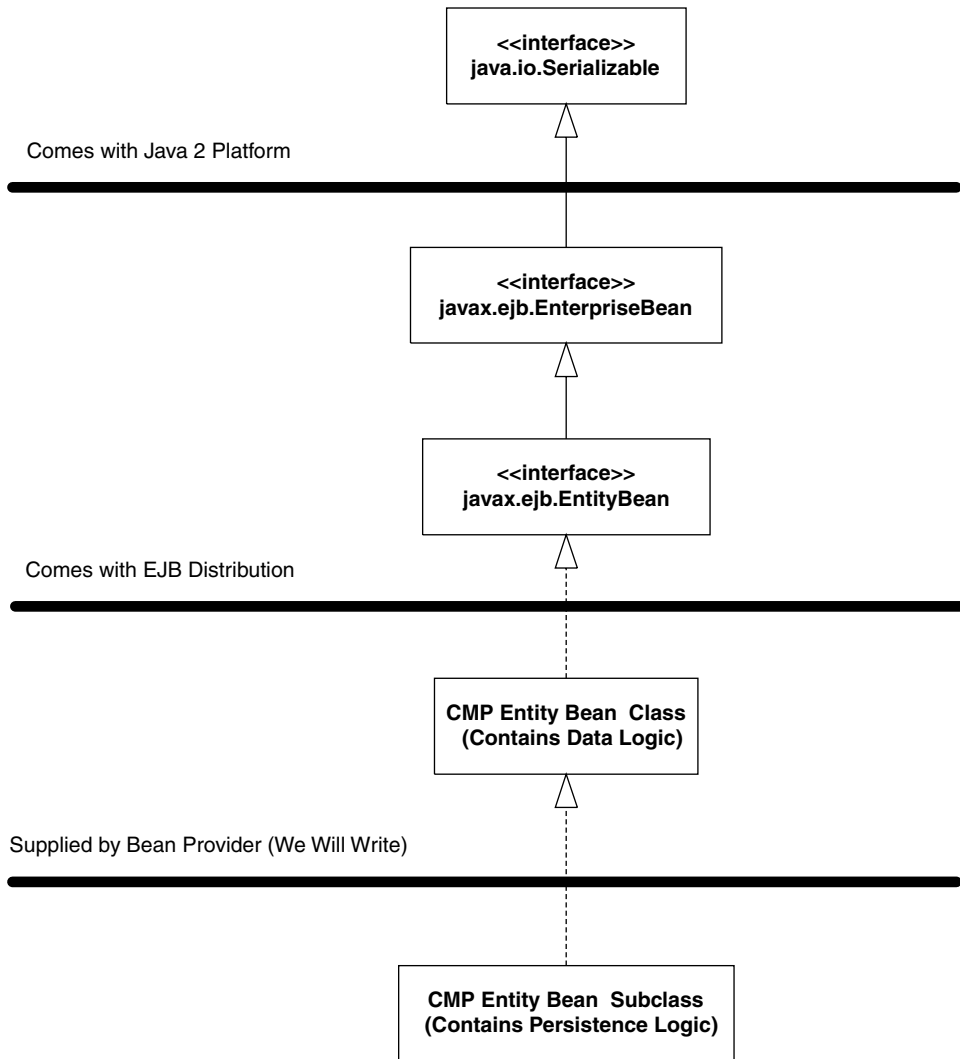 <<interface>>
java.io.Serializable
Comes with Java 2 Platform
<<interface>>
javax.ejb.EnterpriseBean
<<interface>>
javax.ejb.EntityBean
Comes with EJB Distribution
CMP Entity Bean Class
(Contains Data Logic)
Supplied by Bean Provider (We Will Write)
CMP Entity Bean Subclass
(Contains Persistence Logic)